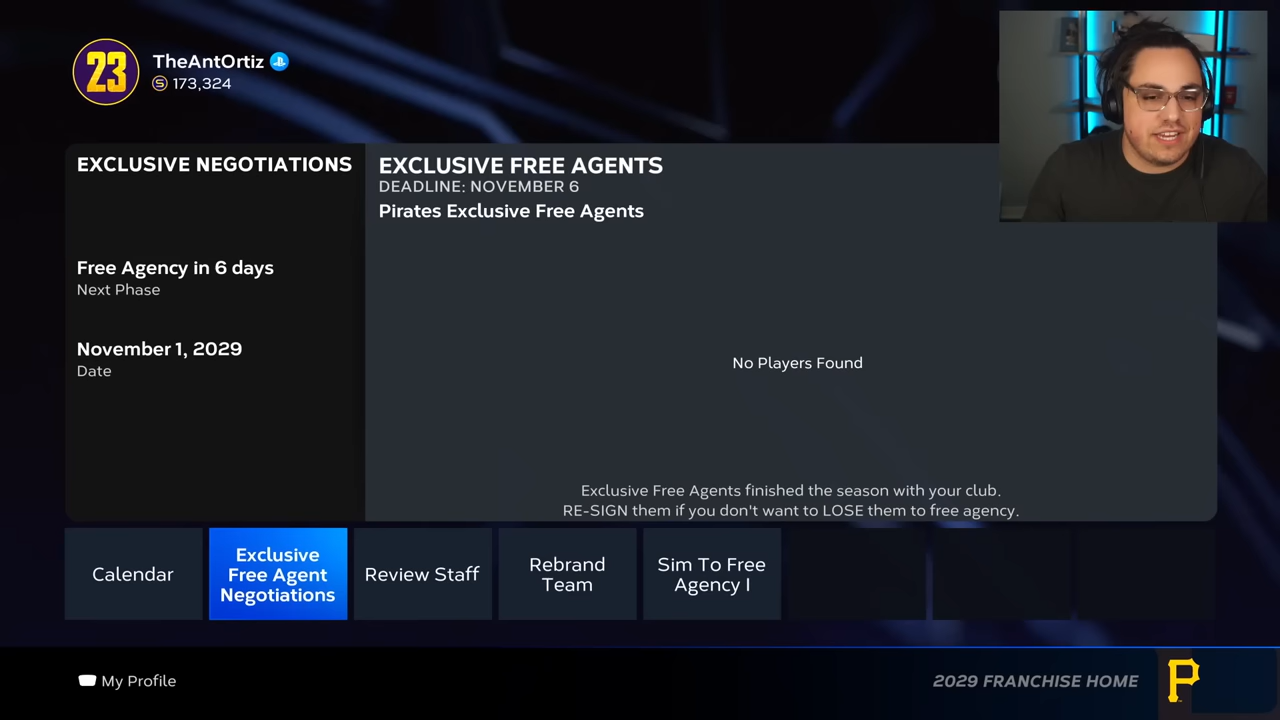 23
TheAntOrtiz
173,324
EXCLUSIVE NEGOTIATIONS
Free Agency in 6 days
Next Phase
November 1, 2029
Date
EXCLUSIVE FREE AGENTS
DEADLINE: NOVEMBER 6
Pirates Exclusive Free Agents
No Players Found
Exclusive Free Agents finished the season with your club.
RE-SIGN them if you don't want to LOSE them to free agency.
Calendar
Exclusive
Free Agent
Negotiations
Review Staff
Rebrand
Team
Sim To Free
Agency I
My Profile
2029 FRANCHISE HOME
P